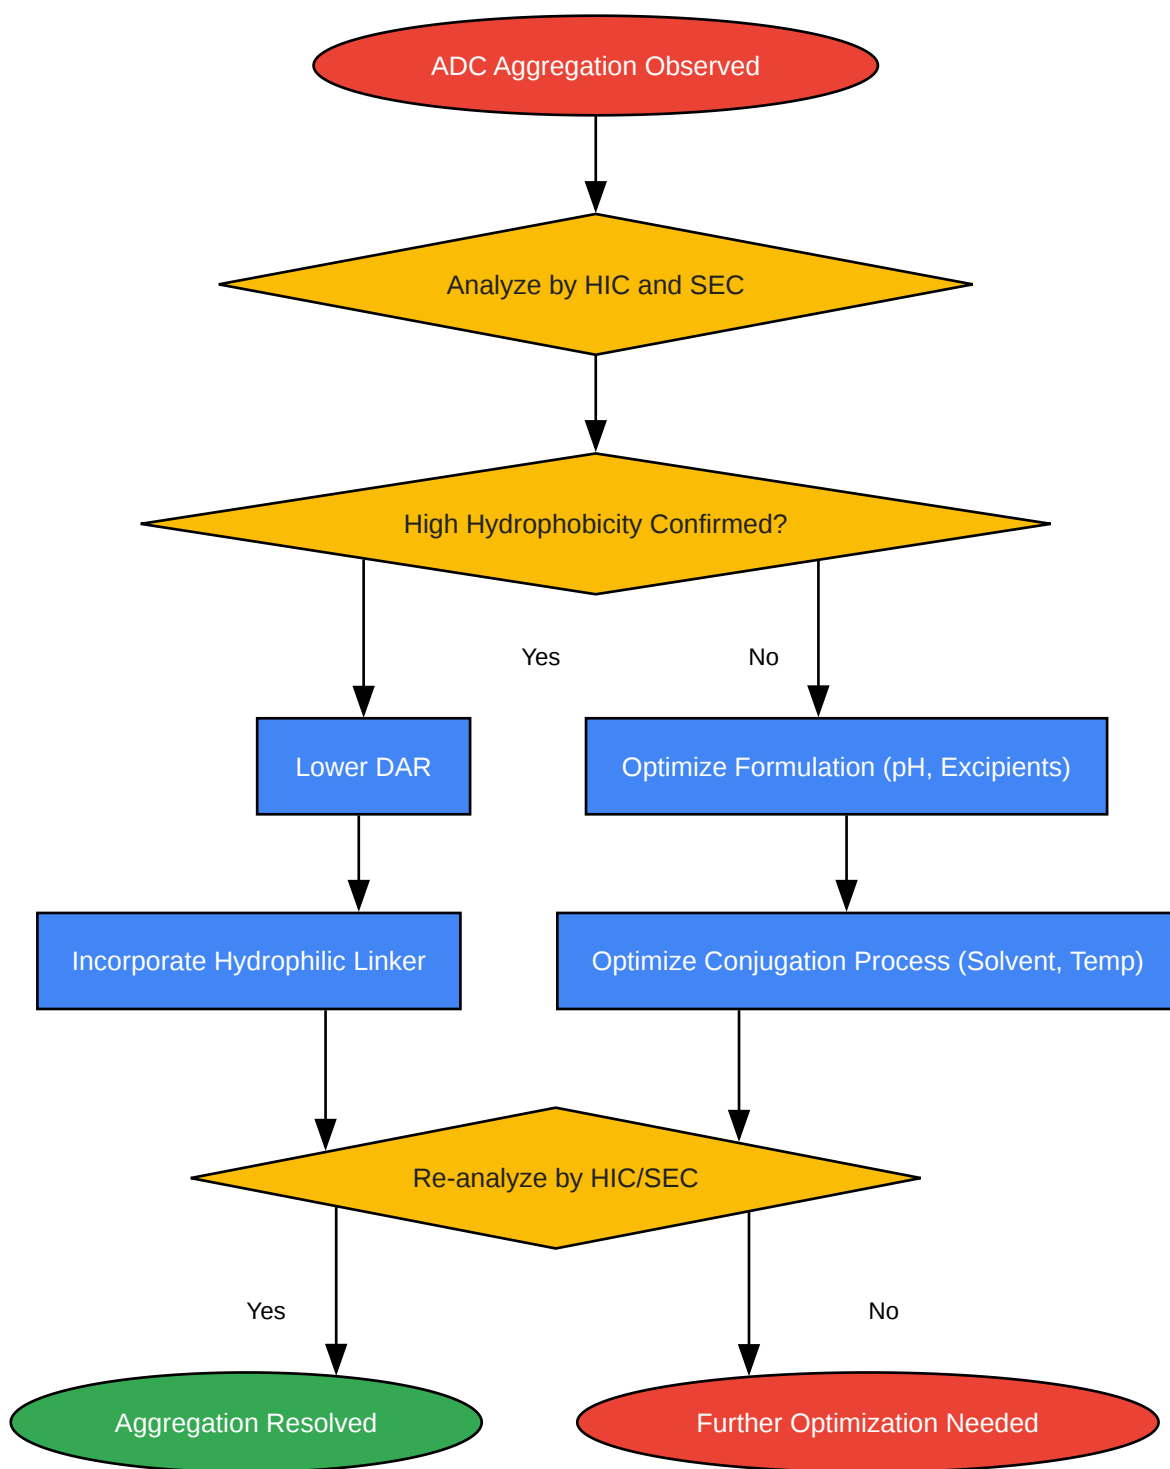 ADC Aggregation Observed
Analyze by HIC and SEC
High Hydrophobicity Confirmed?
Yes
No
Lower DAR
Optimize Formulation (pH, Excipients)
Incorporate Hydrophilic Linker
Optimize Conjugation Process (Solvent, Temp)
Re-analyze by HIC/SEC
Yes
No
Aggregation Resolved
Further Optimization Needed